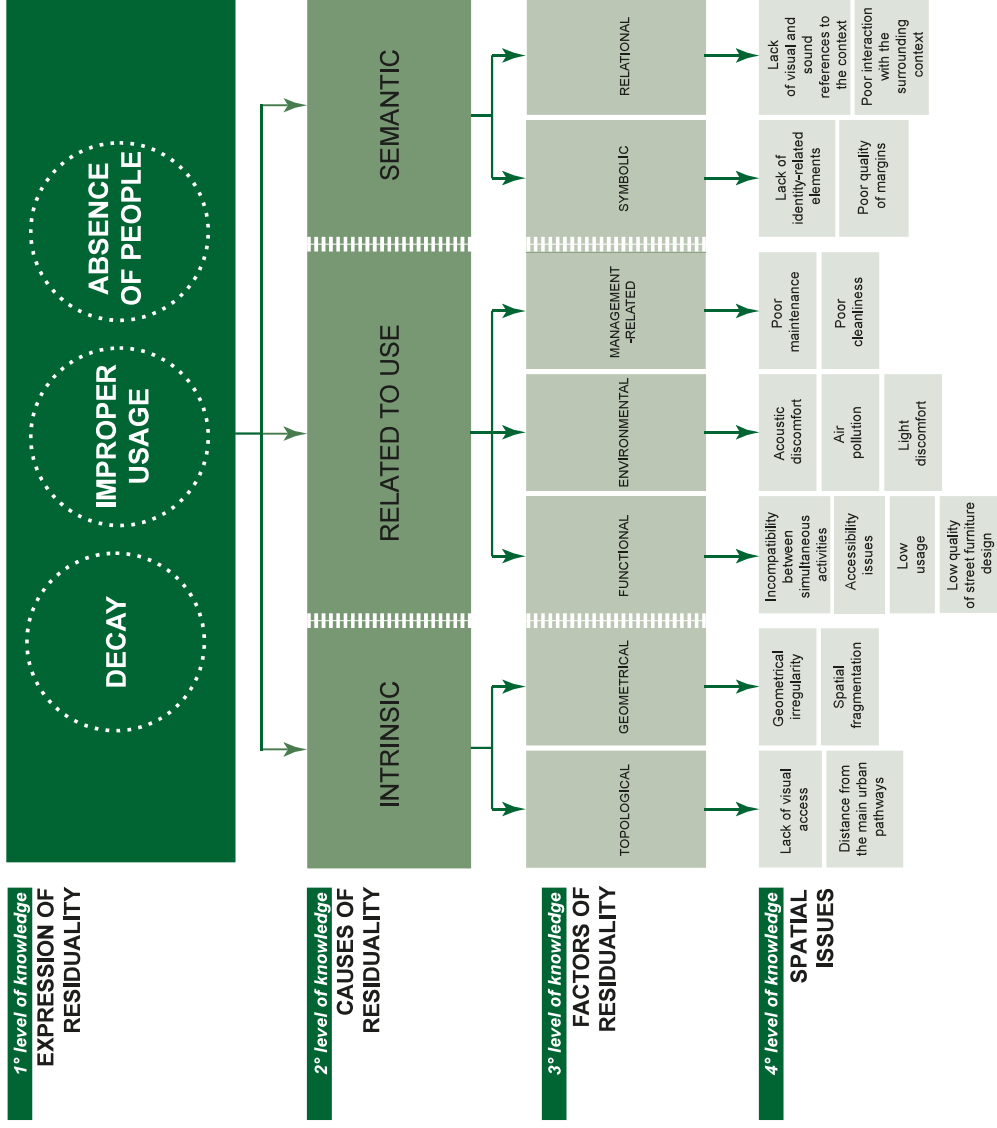 1° level of knowledge
EXPRESSION OF
RESIDUALITY
DECAY
IMPROPER
USAGE
ABSENCE
OF PEOPLE
2° level of knowledge
CAUSES OF
RESIDUALITY
INTRINSIC
RELATED TO USE
SEMANTIC
3° level of knowledge
FACTORS OF
RESIDUALITY
TOPOLOGICAL
GEOMETRICAL
FUNCTIONAL
ENVIRONMENTAL
MANAGEMENT
-RELATED
SYMBOLIC
RELATIONAL
4° level of knowledge
SPATIAL
ISSUES
Lack of visual
access
Distance from
the main urban
pathways
Geometrical
irregularity
Spatial
fragmentation
Incompatibility
between
simultaneous
activities
Accessibility
issues
Low
usage
Low quality
of street furniture
design
Acoustic
discomfort
Air
pollution
Light
discomfort
Poor
maintenance
Poor
cleanliness
Lack of
identity-related
elements
Poor quality
of margins
Lack
of visual and
sound
references to
the context
Poor interaction
with the
surrounding
context